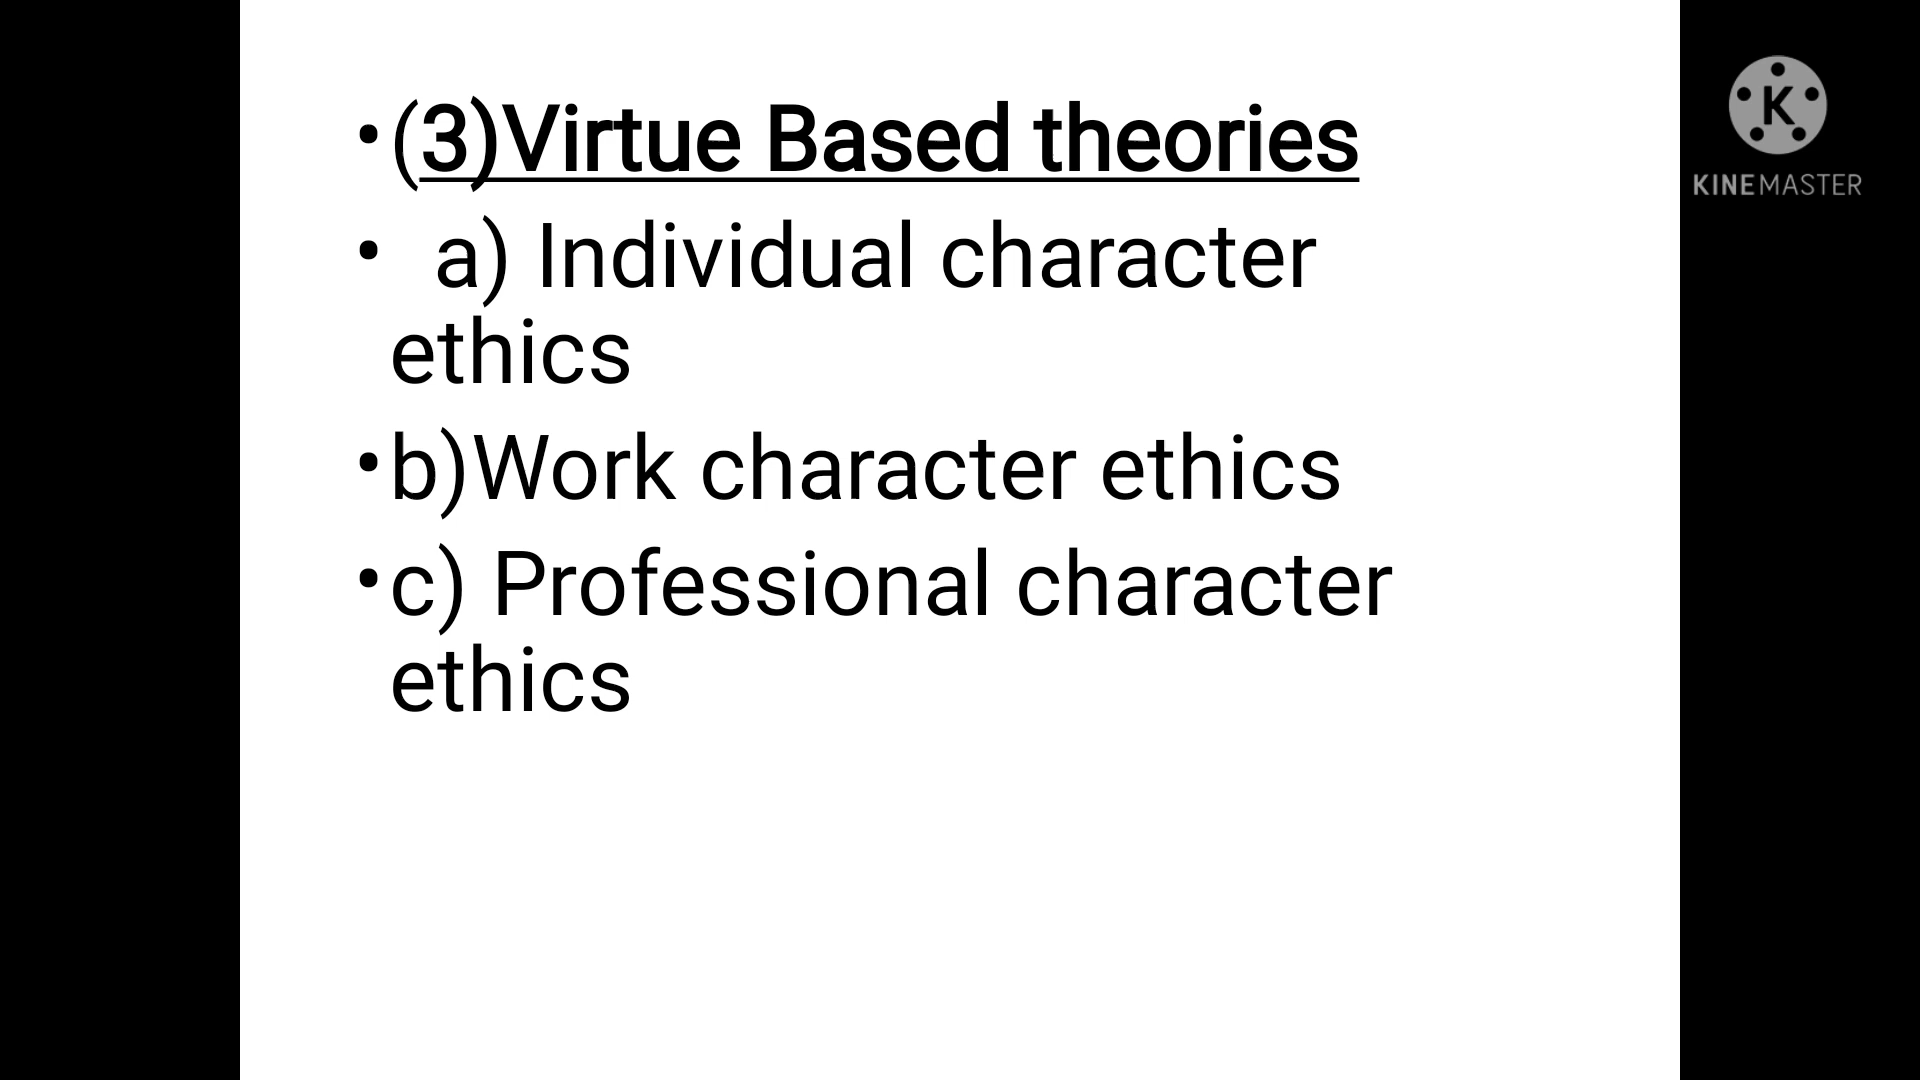 •(3)Virtue Based theories
• a) Individual character
ethics
•b)Work character ethics
•c) Professional character
ethics
K
KINEMASTER